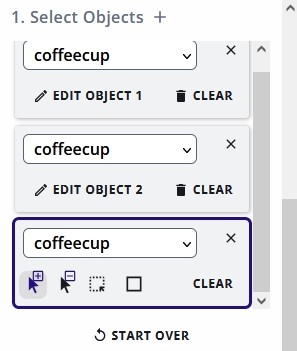 1. Select Objects +
coffeecup
EDIT OBJECT 1 CLEAR
coffeecup
EDIT OBJECT 2 CLEAR
coffeecup
CLEAR
START OVER